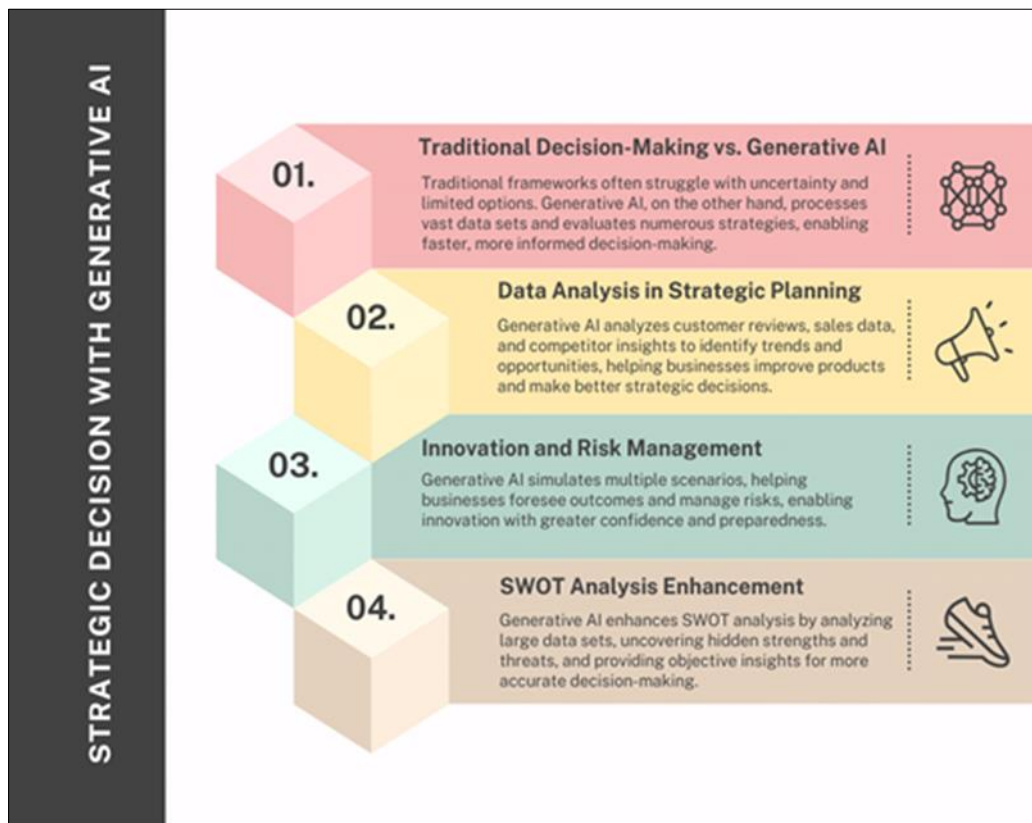 STRATEGIC DECISION WITH GENERATIVE AI
01.
Traditional Decision-Making vs. Generative AI
Traditional frameworks often struggle with uncertainty and
limited options. Generative AI, on the other hand, processes
vast data sets and evaluates numerous strategies, enabling
faster, more informed decision-making.
02.
Data Analysis in Strategic Planning
Generative AI analyzes customer reviews, sales data,
and competitor insights to identify trends and
opportunities, helping businesses improve products
and make better strategic decisions.
03.
Innovation and Risk Management
Generative AI simulates multiple scenarios, helping
businesses foresee outcomes and manage risks, enabling
innovation with greater confidence and preparedness.
04.
SWOT Analysis Enhancement
Generative AI enhances SWOT analysis by analyzing
large data sets, uncovering hidden strengths and
threats, and providing objective insights for more
accurate decision-making.